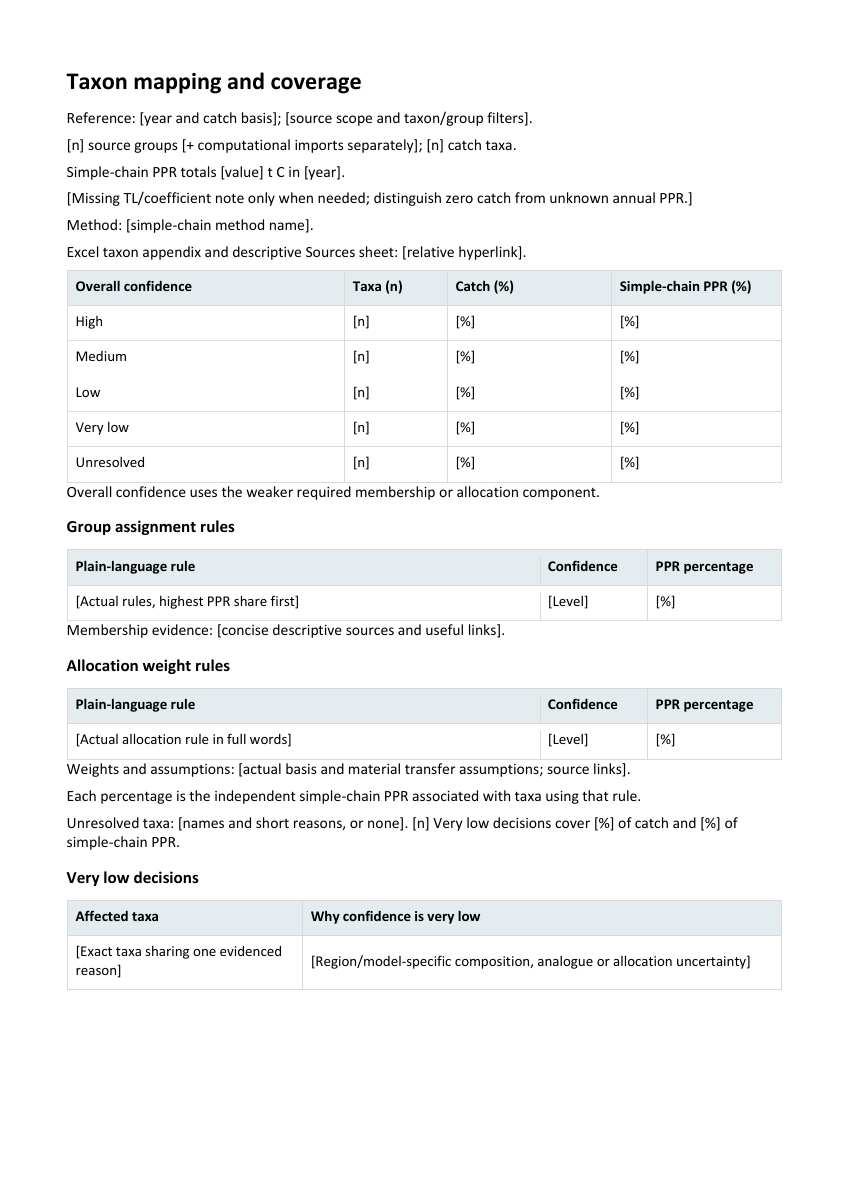 Taxon mapping and coverage
Reference: [year and catch basis]; [source scope and taxon/group filters].
[n] source groups [+ computational imports separately]; [n] catch taxa.
Simple-chain PPR totals [value] t C in [year].
[Missing TL/coefficient note only when needed; distinguish zero catch from unknown annual PPR.]
Method: [simple-chain method name].
Excel taxon appendix and descriptive Sources sheet: [relative hyperlink].
Overall confidence Taxa (n) Catch (%) Simple-chain PPR (%)
High [n] [%] [%]
Medium [n] [%] [%]
Low [n] [%] [%]
Very low [n] [%] [%]
Unresolved [n] [%] [%]
Overall confidence uses the weaker required membership or allocation component.
Group assignment rules
Plain-language rule Confidence PPR percentage
[Actual rules, highest PPR share first] [Level] [%]
Membership evidence: [concise descriptive sources and useful links].
Allocation weight rules
Plain-language rule Confidence PPR percentage
[Actual allocation rule in full words] [Level] [%]
Weights and assumptions: [actual basis and material transfer assumptions; source links].
Each percentage is the independent simple-chain PPR associated with taxa using that rule.
Unresolved taxa: [names and short reasons, or none]. [n] Very low decisions cover [%] of catch and [%] of
simple-chain PPR.
Very low decisions
Affected taxa Why confidence is very low
[Exact taxa sharing one evidenced
reason] [Region/model-specific composition, analogue or allocation uncertainty]